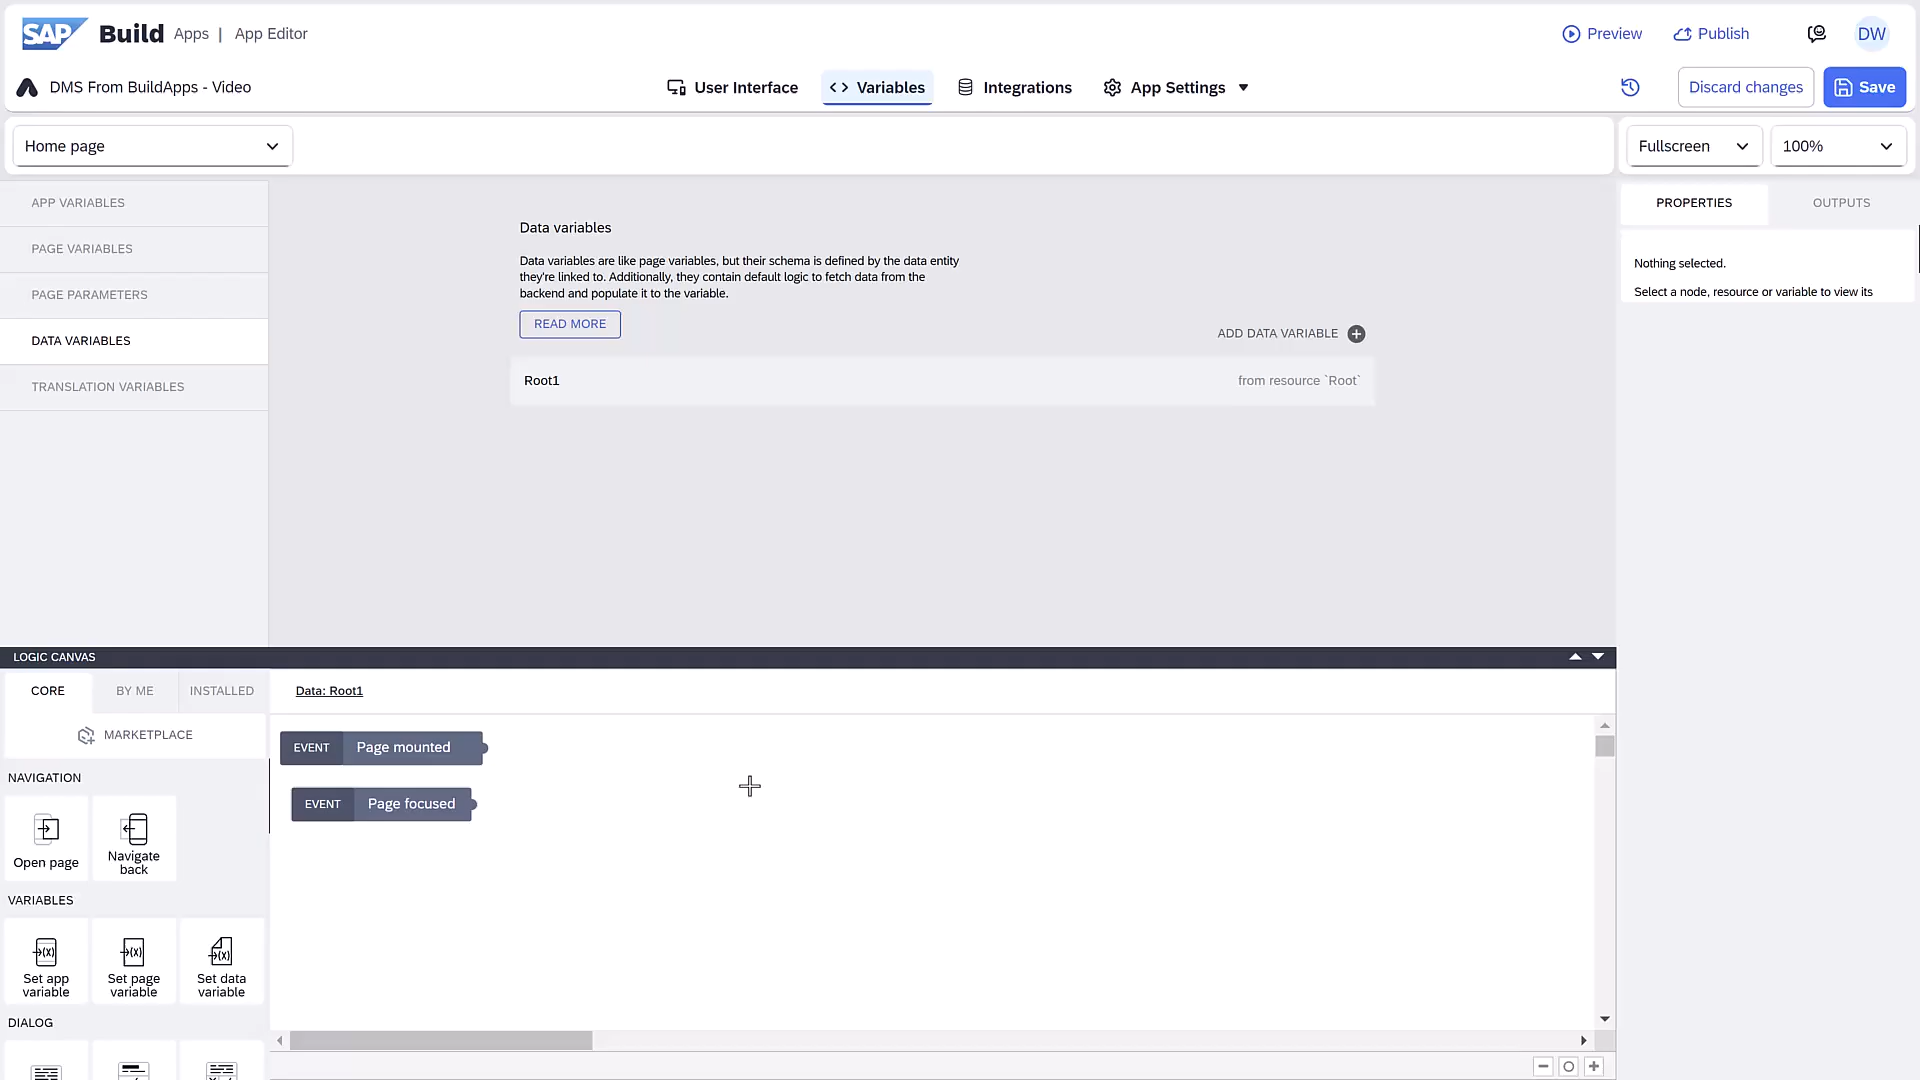 SAP Build Apps | App Editor
Preview
Publish
DW
DMS From BuildApps - Video
User Interface
<> Variables
Integrations
App Settings
Discard changes
Save
Home page
Fullscreen
100%
APP VARIABLES
PAGE VARIABLES
PAGE PARAMETERS
DATA VARIABLES
TRANSLATION VARIABLES
Data variables
Data variables are like page variables, but their schema is defined by the data entity
they're linked to. Additionally, they contain default logic to fetch data from the
backend and populate it to the variable.
READ MORE
ADD DATA VARIABLE
Root1
from resource `Root`
PROPERTIES
OUTPUTS
Nothing selected.
Select a node, resource or variable to view its
LOGIC CANVAS
CORE
BY ME
INSTALLED
MARKETPLACE
Data: Root1
EVENT Page mounted
EVENT Page focused
NAVIGATION
Open page
Navigate
back
VARIABLES
Set app
variable
Set page
variable
Set data
variable
DIALOG